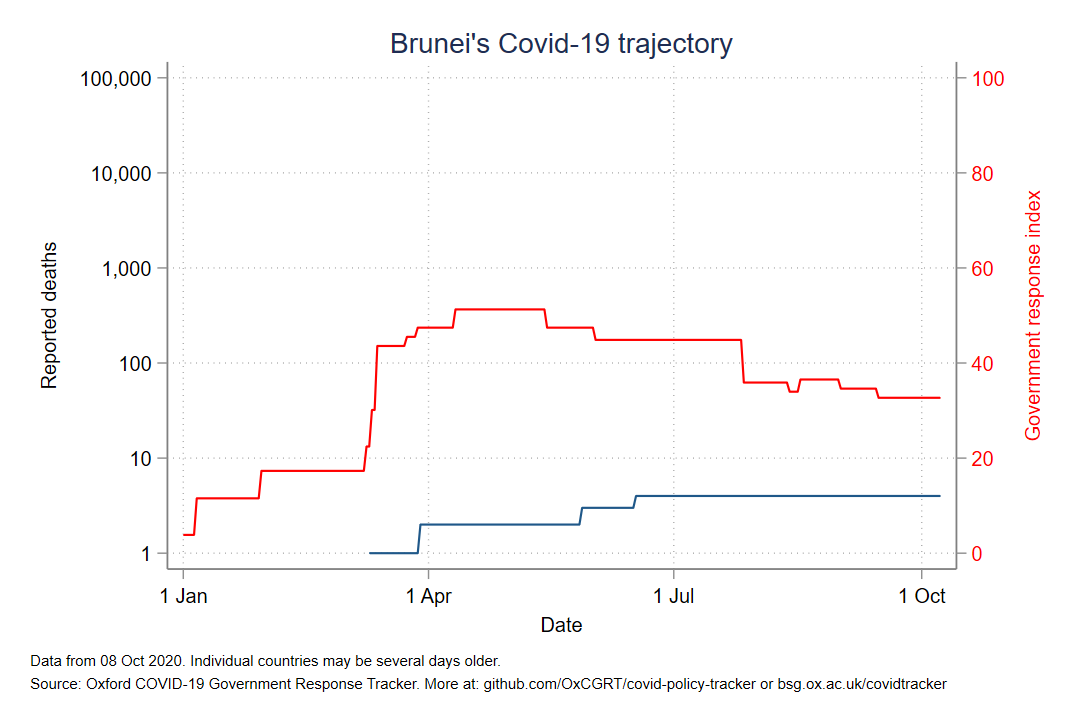 Brunei's Covid-19 trajectory
100,000
10,000
1,000
100
10
1
Reported deaths
100
80
60
40
20
0
Government response index
1 Jan
1 Apr
1 Jul
1 Oct
Date
Data from 08 Oct 2020. Individual countries may be several days older.
Source: Oxford COVID-19 Government Response Tracker. More at: github.com/OxCGRT/covid-policy-tracker or bsg.ox.ac.uk/covidtracker